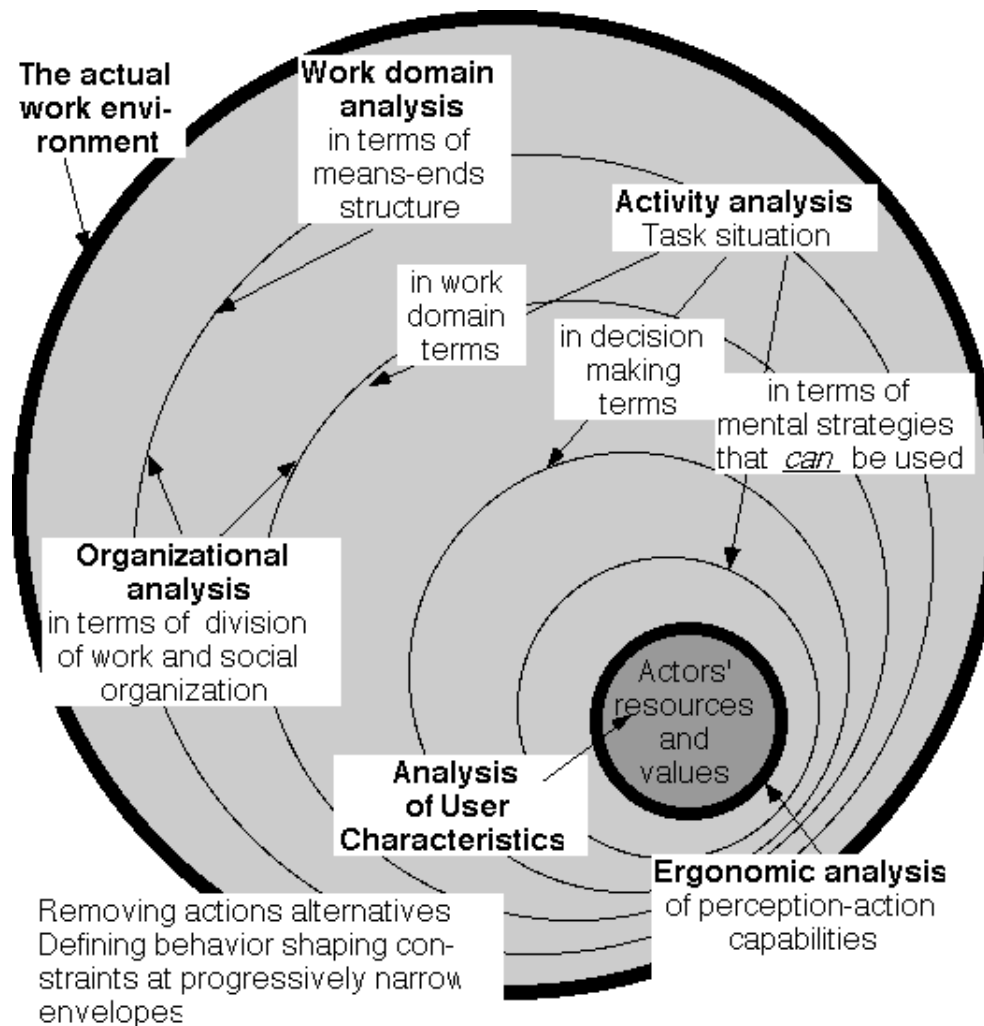 The actual
work envi-
ronment
Work domain
analysis
in terms of
means-ends
structure
Activity analysis
Task situation
in work
domain
terms
in decision
making
terms
in terms of
mental strategies
that can be used
Organizational
analysis
in terms of division
of work and social
organization
Actors'
resources
and
values
Analysis
of User
Characteristics
Ergonomic analysis
of perception-action
capabilities
Removing actions alternatives
Defining behavior shaping con-
straints at progressively narrow
envelopes